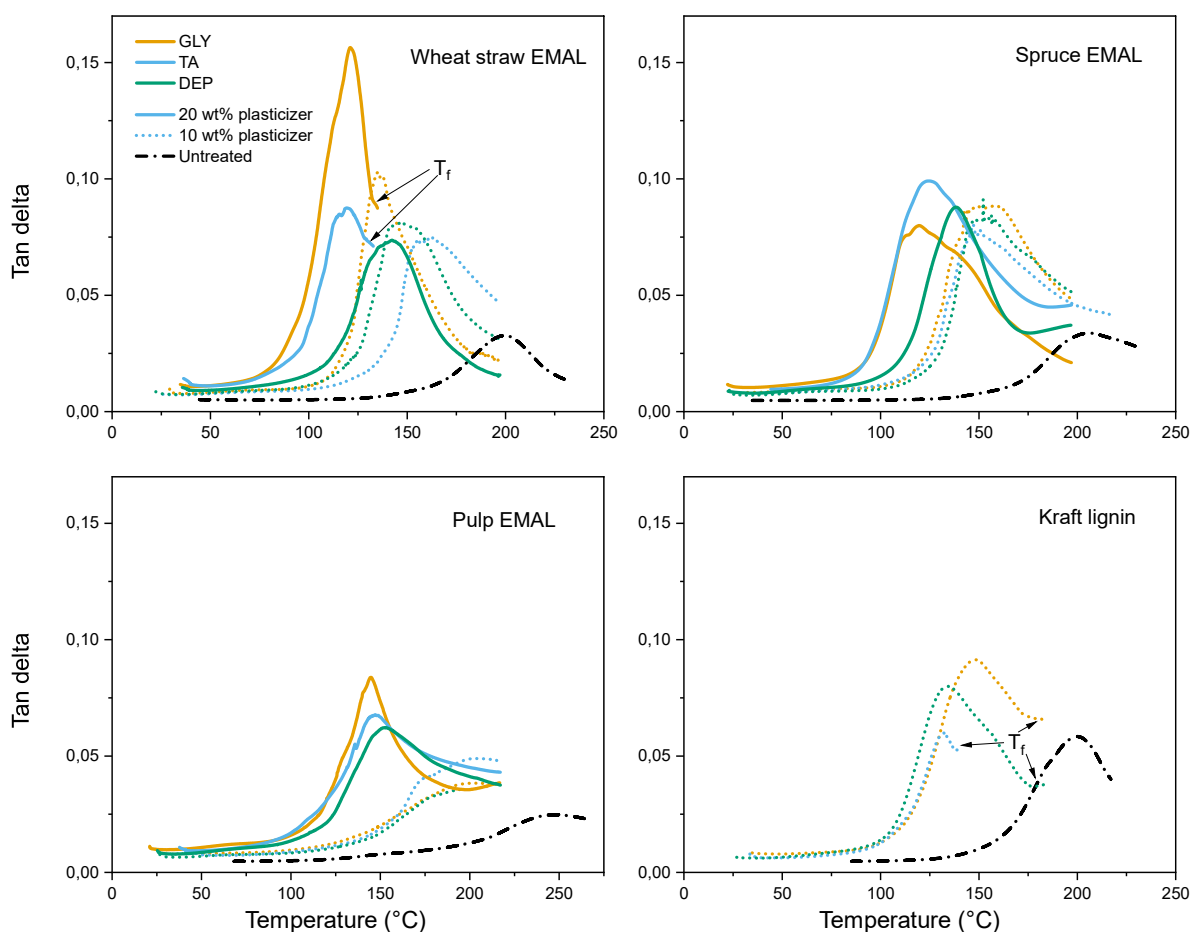 GLY
TA
DEP
20 wt% plasticizer
10 wt% plasticizer
Untreated
Wheat straw EMAL
T_f
Tan delta
0,15
0,10
0,05
0,00
0 50 100 150 200 250
Spruce EMAL
0,15
0,10
0,05
0,00
0 50 100 150 200 250
Pulp EMAL
Tan delta
0,15
0,10
0,05
0,00
0 50 100 150 200 250
Temperature (°C)
Kraft lignin
T_f
0,15
0,10
0,05
0,00
0 50 100 150 200 250
Temperature (°C)